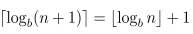 ⌈log_b(n + 1)⌉ = ⌊log_b n⌋ + 1